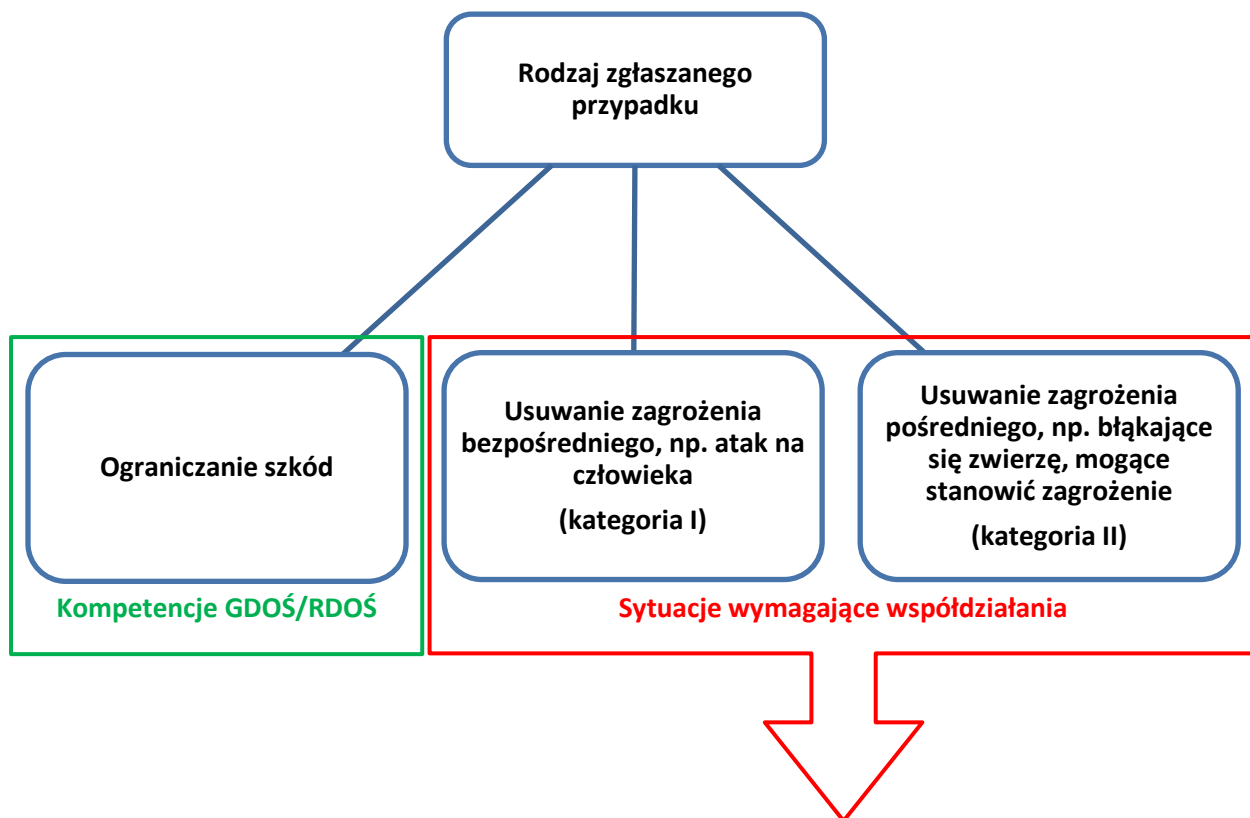 Rodzaj zgłaszanego
przypadku
Ograniczanie szkód
Kompetencje GDOŚ/RDOŚ
Usuwanie zagrożenia
bezpośredniego, np. atak na
człowieka
(kategoria I)
Usuwanie zagrożenia
pośredniego, np. błąkające
się zwierzę, mogące
stanowić zagrożenie
(kategoria II)
Sytuacje wymagające współdziałania